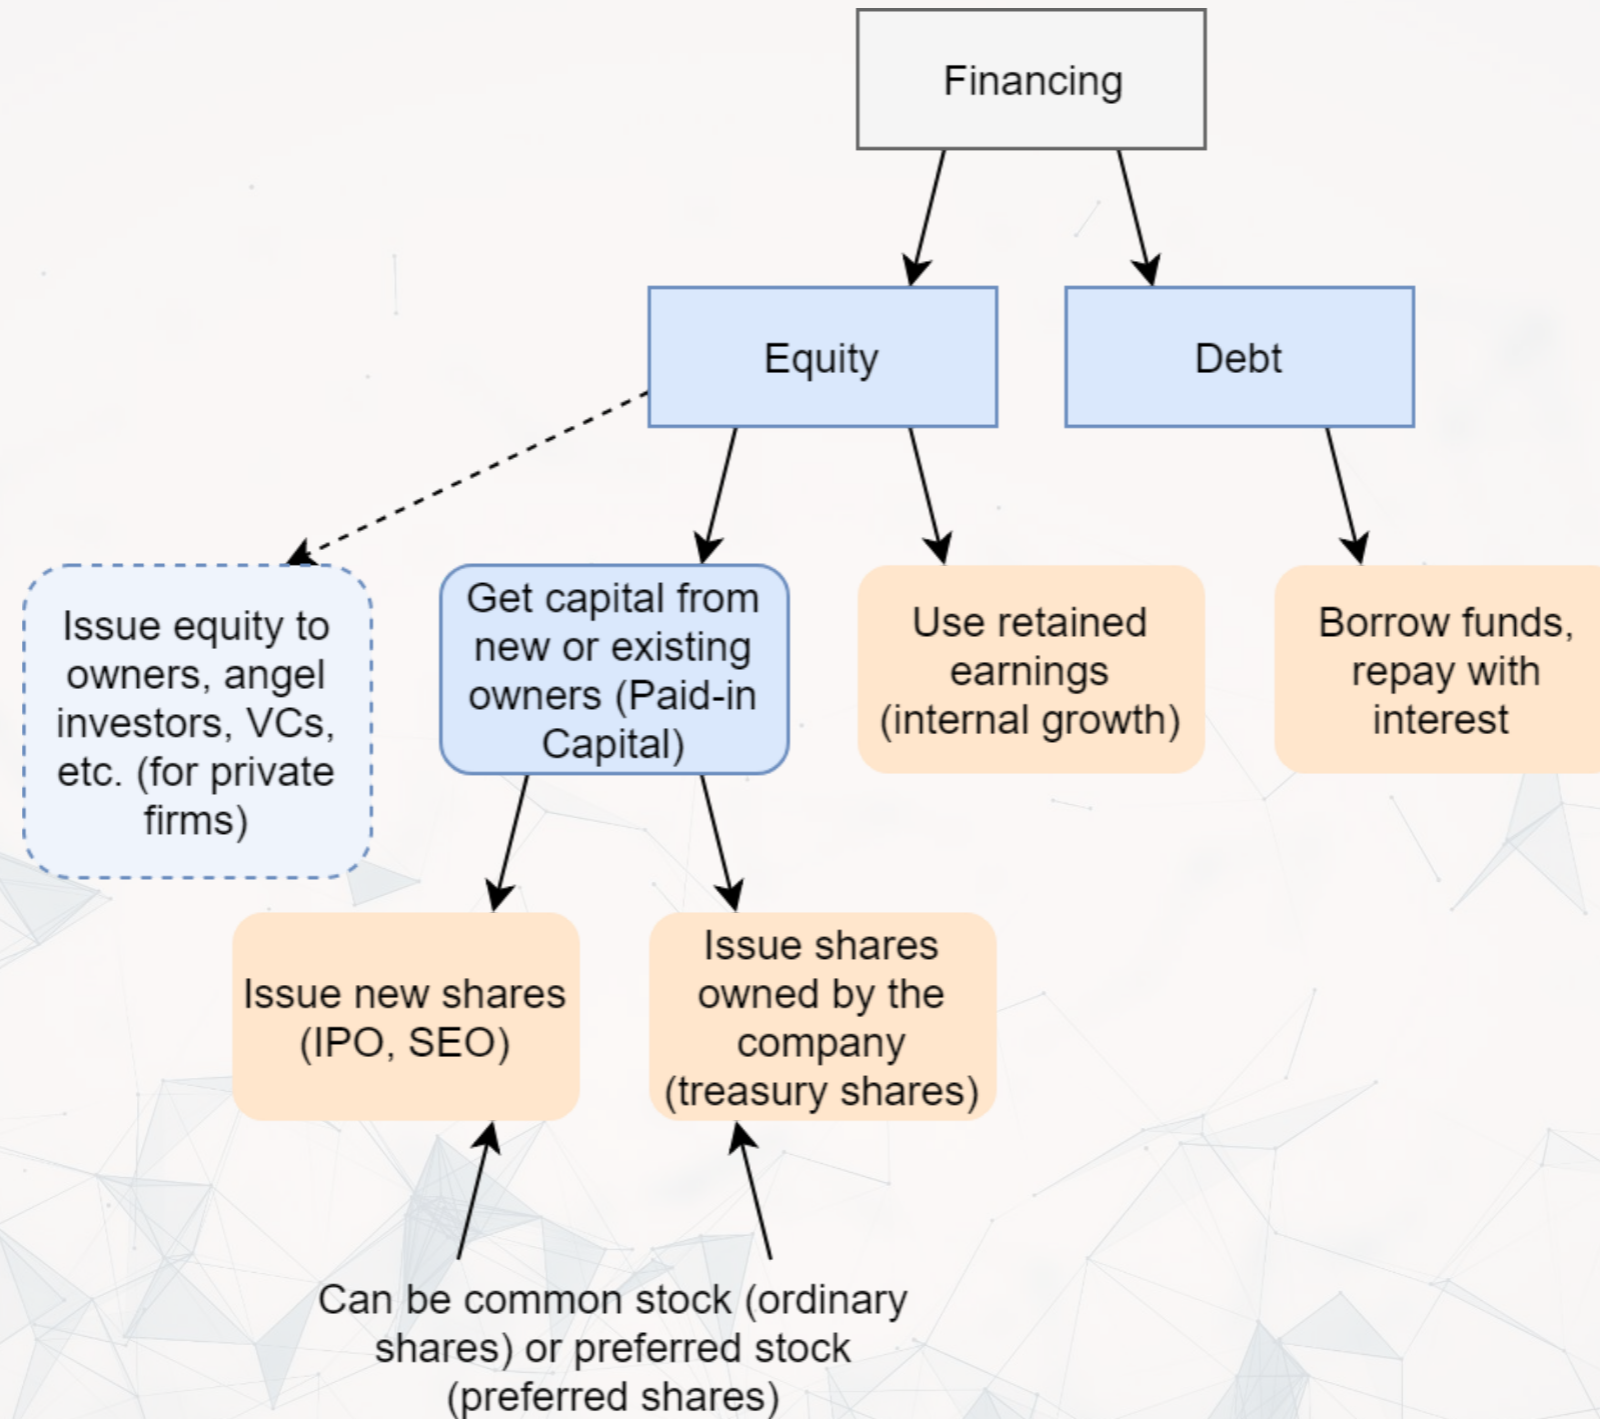 Financing
Equity
Debt
Issue equity to
owners, angel
investors, VCs,
etc. (for private
firms)
Get capital from
new or existing
owners (Paid-in
Capital)
Use retained
earnings
(internal growth)
Borrow funds,
repay with
interest
Issue new shares
(IPO, SEO)
Issue shares
owned by the
company
(treasury shares)
Can be common stock (ordinary
shares) or preferred stock
(preferred shares)